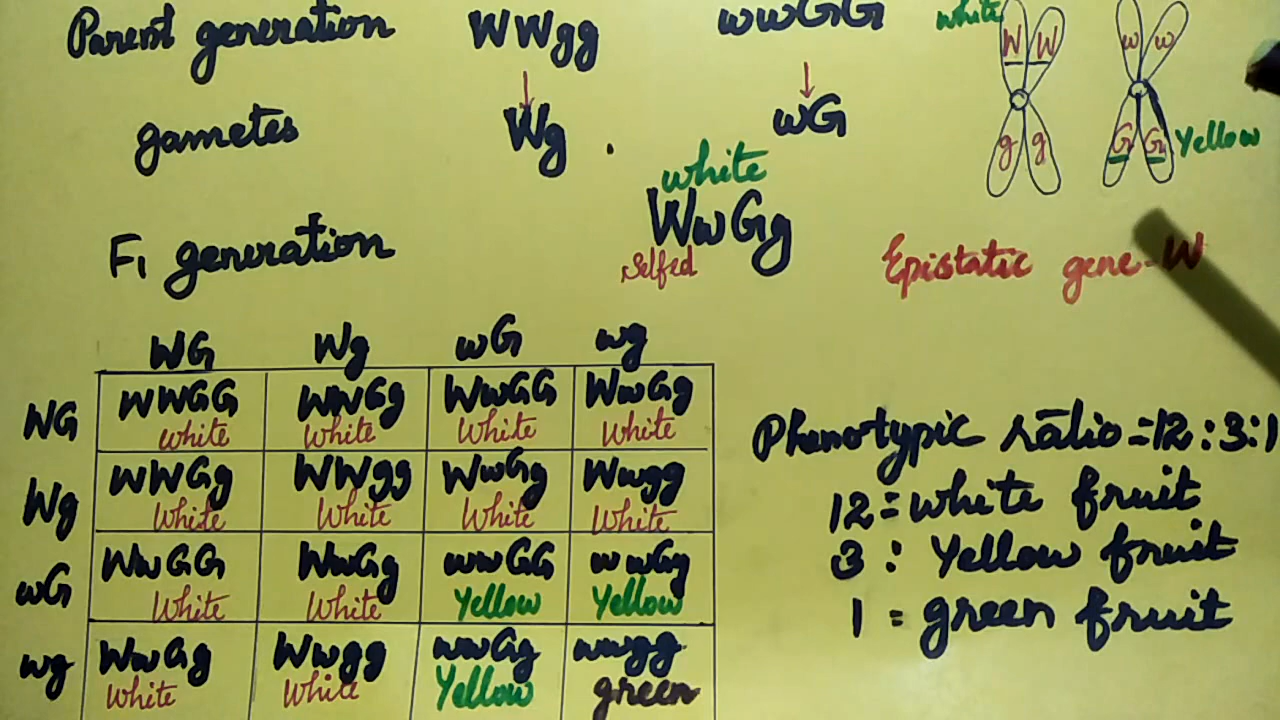 Parent generation WWgg wwGG
gametes Wg . wG
white
F1 generation WwGg
Selfed
white
W W w w
g g G G Yellow
Epistatic gene - W
WG Wg wG wg
WG WWGG WWGg WwGG WwGg
white White White White
Wg WWGg WWgg WwGg Wwgg
White White White White
wG WwGG WwGg wwGG wwGg
White White Yellow Yellow
wg WwGg Wwgg wwGg wwgg
White White Yellow green
Phenotypic ratio = 12:3:1
12 = white fruit
3 : Yellow fruit
1 = green fruit